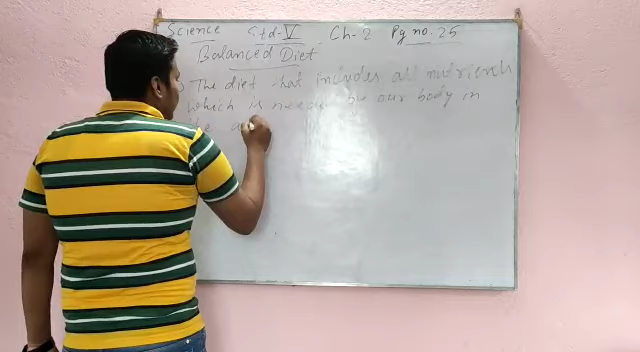 Science Std-V Ch-2 Pg no. 25
Balanced Diet
The diet that includes all nutrients
which is by our body in
the